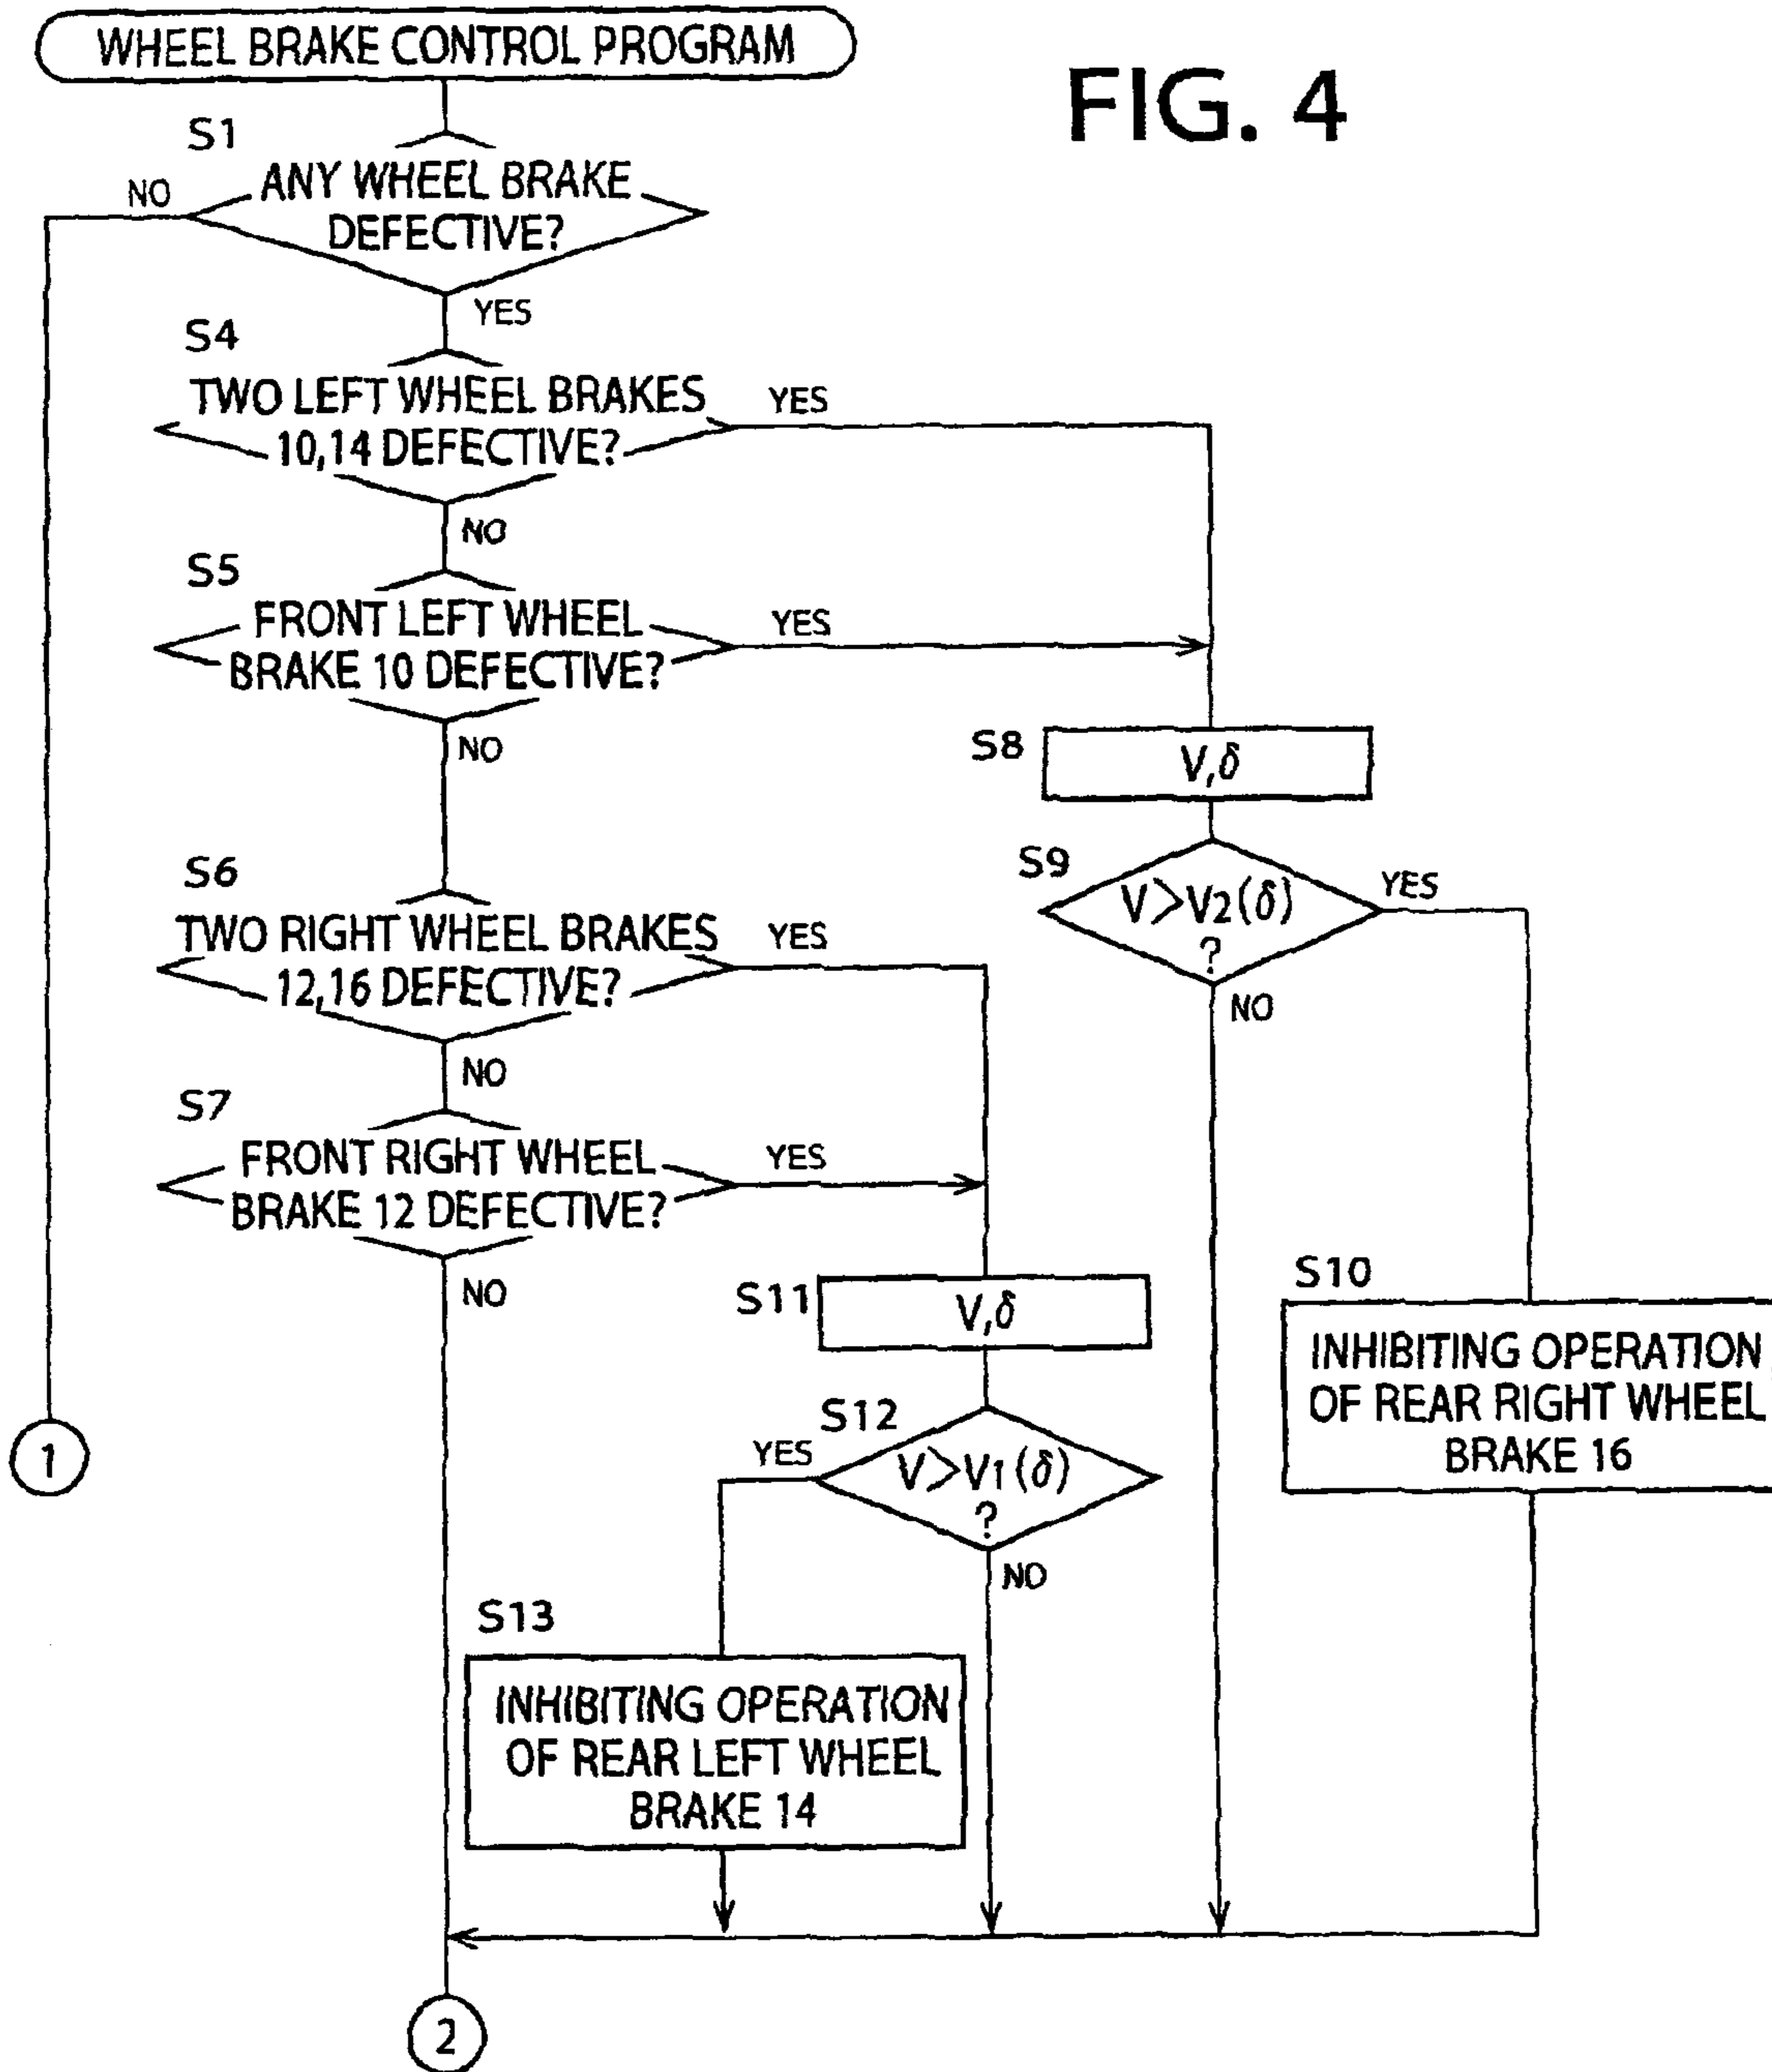 WHEEL BRAKE CONTROL PROGRAM
FIG. 4
S1
NO
ANY WHEEL BRAKE
DEFECTIVE?
YES
S4
TWO LEFT WHEEL BRAKES
10,14 DEFECTIVE?
YES
NO
S5
FRONT LEFT WHEEL
BRAKE 10 DEFECTIVE?
YES
NO
S8
V,δ
S9
V>V2(δ)
?
YES
NO
S6
TWO RIGHT WHEEL BRAKES
12,16 DEFECTIVE?
YES
NO
S7
FRONT RIGHT WHEEL
BRAKE 12 DEFECTIVE?
YES
NO
S11
V,δ
S10
INHIBITING OPERATION
OF REAR RIGHT WHEEL
BRAKE 16
S12
YES
V>V1(δ)
?
NO
1
S13
INHIBITING OPERATION
OF REAR LEFT WHEEL
BRAKE 14
2